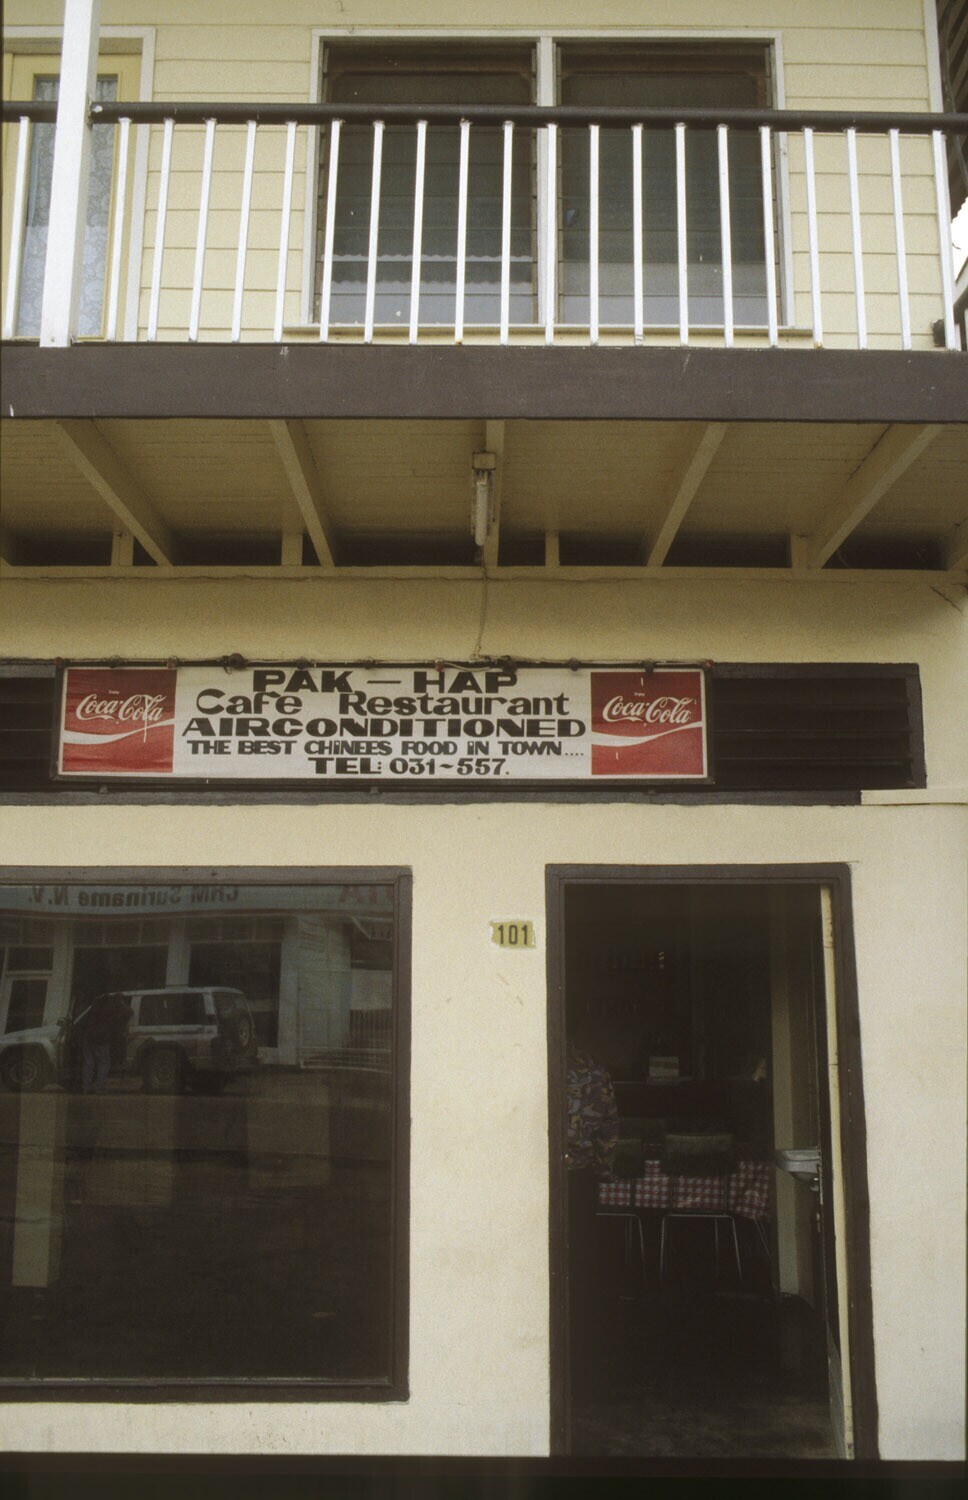 PAK – HAP
Cafe Restaurant
AIRCONDITIONED
THE BEST CHINEES FOOD IN TOWN....
TEL: 031~557.
Coca-Cola
Coca-Cola
101
CHM Suriname N.V.